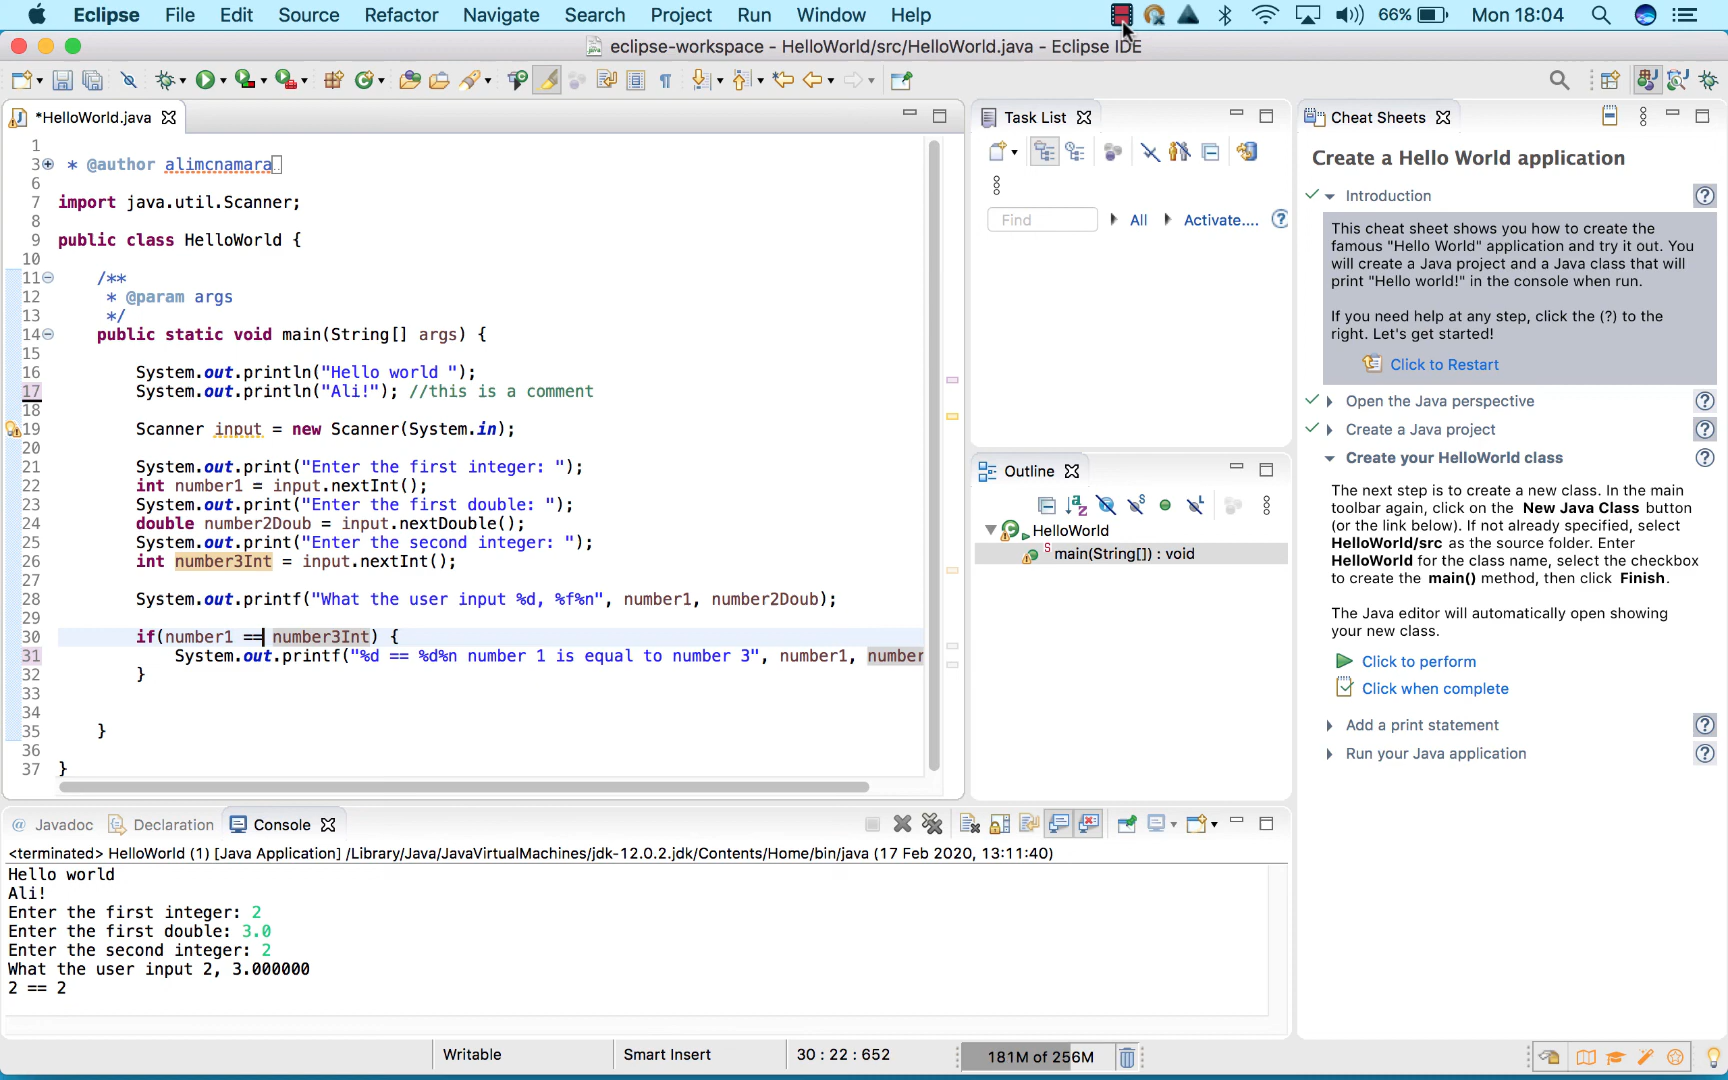 Eclipse File Edit Source Refactor Navigate Search Project Run Window Help 66% Mon 18:04
eclipse-workspace - HelloWorld/src/HelloWorld.java - Eclipse IDE
*HelloWorld.java
1
3 * @author alimcnamara
6
7 import java.util.Scanner;
8
9 public class HelloWorld {
10
11 /**
12 * @param args
13 */
14 public static void main(String[] args) {
15
16 System.out.println("Hello world ");
17 System.out.println("Ali!"); //this is a comment
18
19 Scanner input = new Scanner(System.in);
20
21 System.out.print("Enter the first integer: ");
22 int number1 = input.nextInt();
23 System.out.print("Enter the first double: ");
24 double number2Doub = input.nextDouble();
25 System.out.print("Enter the second integer: ");
26 int number3Int = input.nextInt();
27
28 System.out.printf("What the user input %d, %f%n", number1, number2Doub);
29
30 if(number1 == number3Int) {
31 System.out.printf("%d == %d%n number 1 is equal to number 3", number1, number
32 }
33
34
35 }
36
37 }
Task List
Find All Activate....
Outline
HelloWorld
main(String[]) : void
Cheat Sheets
Create a Hello World application
Introduction
This cheat sheet shows you how to create the
famous "Hello World" application and try it out. You
will create a Java project and a Java class that will
print "Hello world!" in the console when run.
If you need help at any step, click the (?) to the
right. Let's get started!
Click to Restart
Open the Java perspective
Create a Java project
Create your HelloWorld class
The next step is to create a new class. In the main
toolbar again, click on the New Java Class button
(or the link below). If not already specified, select
HelloWorld/src as the source folder. Enter
HelloWorld for the class name, select the checkbox
to create the main() method, then click Finish.
The Java editor will automatically open showing
your new class.
Click to perform
Click when complete
Add a print statement
Run your Java application
@ Javadoc Declaration Console
<terminated> HelloWorld (1) [Java Application] /Library/Java/JavaVirtualMachines/jdk-12.0.2.jdk/Contents/Home/bin/java (17 Feb 2020, 13:11:40)
Hello world
Ali!
Enter the first integer: 2
Enter the first double: 3.0
Enter the second integer: 2
What the user input 2, 3.000000
2 == 2
Writable Smart Insert 30 : 22 : 652 181M of 256M